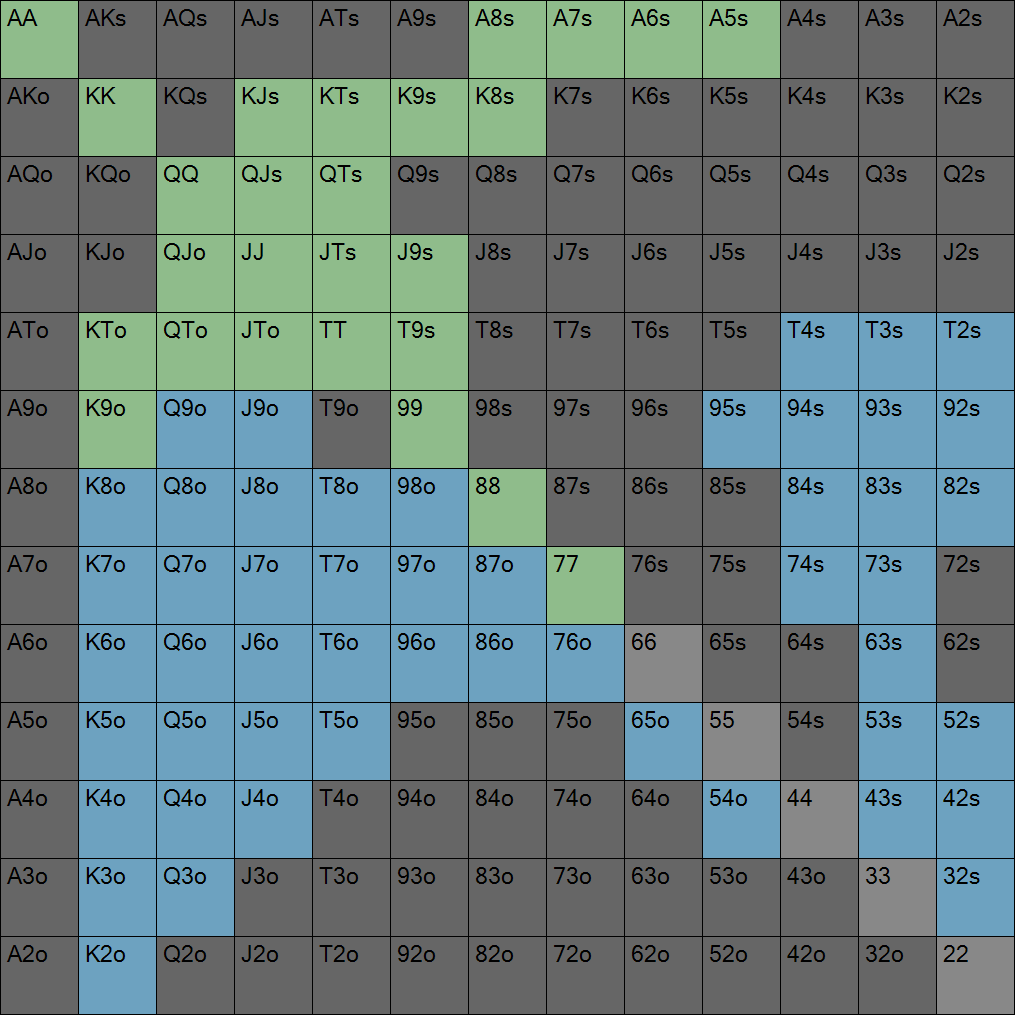 AA AKs AQs AJs ATs A9s A8s A7s A6s A5s A4s A3s A2s
AKo KK KQs KJs KTs K9s K8s K7s K6s K5s K4s K3s K2s
AQo KQo QQ QJs QTs Q9s Q8s Q7s Q6s Q5s Q4s Q3s Q2s
AJo KJo QJo JJ JTs J9s J8s J7s J6s J5s J4s J3s J2s
ATo KTo QTo JTo TT T9s T8s T7s T6s T5s T4s T3s T2s
A9o K9o Q9o J9o T9o 99 98s 97s 96s 95s 94s 93s 92s
A8o K8o Q8o J8o T8o 98o 88 87s 86s 85s 84s 83s 82s
A7o K7o Q7o J7o T7o 97o 87o 77 76s 75s 74s 73s 72s
A6o K6o Q6o J6o T6o 96o 86o 76o 66 65s 64s 63s 62s
A5o K5o Q5o J5o T5o 95o 85o 75o 65o 55 54s 53s 52s
A4o K4o Q4o J4o T4o 94o 84o 74o 64o 54o 44 43s 42s
A3o K3o Q3o J3o T3o 93o 83o 73o 63o 53o 43o 33 32s
A2o K2o Q2o J2o T2o 92o 82o 72o 62o 52o 42o 32o 22